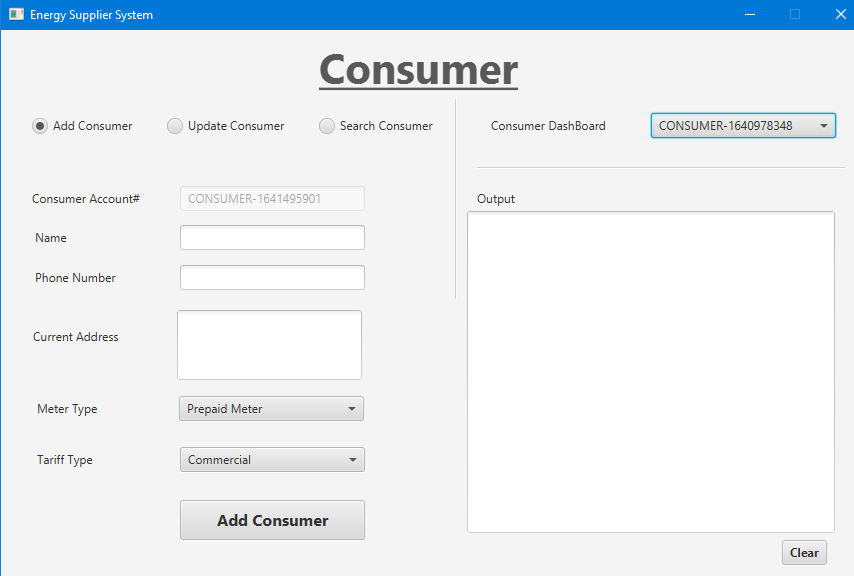 Energy Supplier System
Consumer
Add Consumer
Update Consumer
Search Consumer
Consumer DashBoard
CONSUMER-1640978348
Consumer Account#
CONSUMER-1641495901
Name
Phone Number
Current Address
Meter Type
Prepaid Meter
Tariff Type
Commercial
Add Consumer
Output
Clear